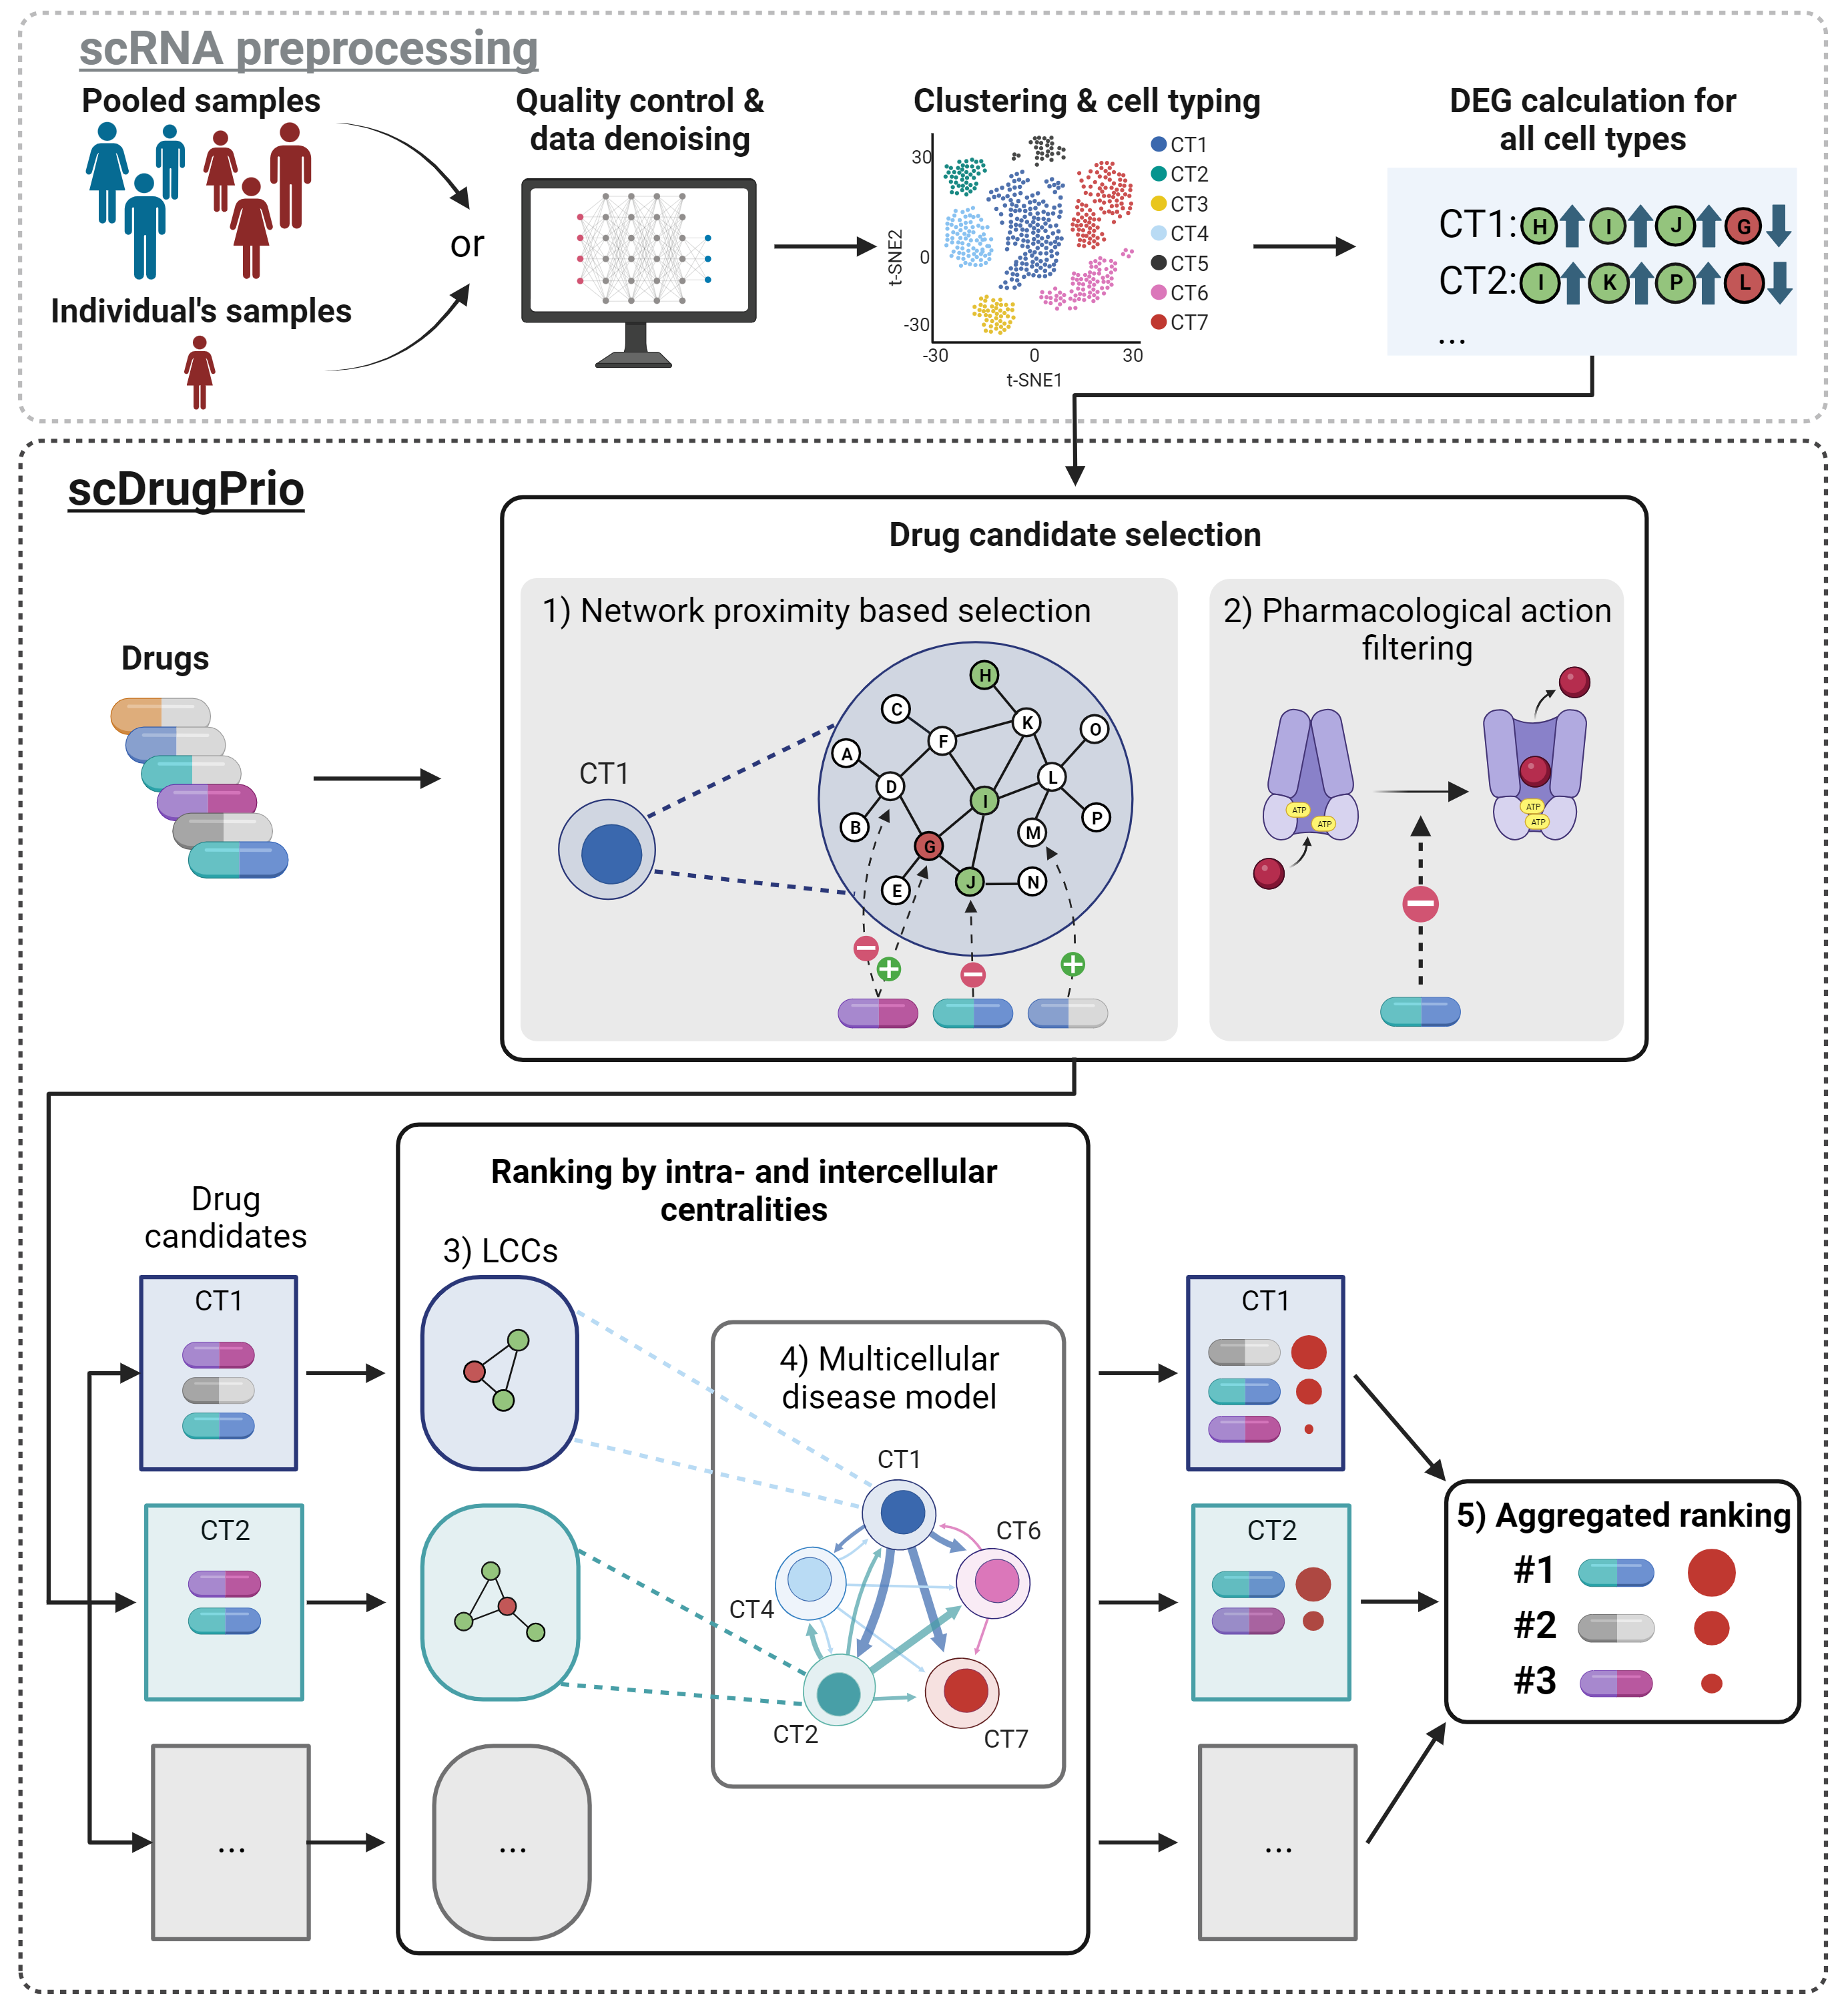 scRNA preprocessing
Pooled samples
Individual's samples
or
Quality control &
data denoising
Clustering & cell typing
30
0
-30
t-SNE2
-30 0 30
t-SNE1
CT1
CT2
CT3
CT4
CT5
CT6
CT7
DEG calculation for
all cell types
CT1: H I J G
CT2: I K P L
...
scDrugPrio
Drugs
Drug candidate selection
1) Network proximity based selection
CT1
H
C
K
O
F
A
L
D
I
P
B
M
G
E
J
N
2) Pharmacological action
filtering
ATP
ATP
ATP
ATP
Drug
candidates
CT1
CT2
...
Ranking by intra- and intercellular
centralities
3) LCCs
...
4) Multicellular
disease model
CT1
CT6
CT4
CT2
CT7
CT1
CT2
...
5) Aggregated ranking
#1
#2
#3